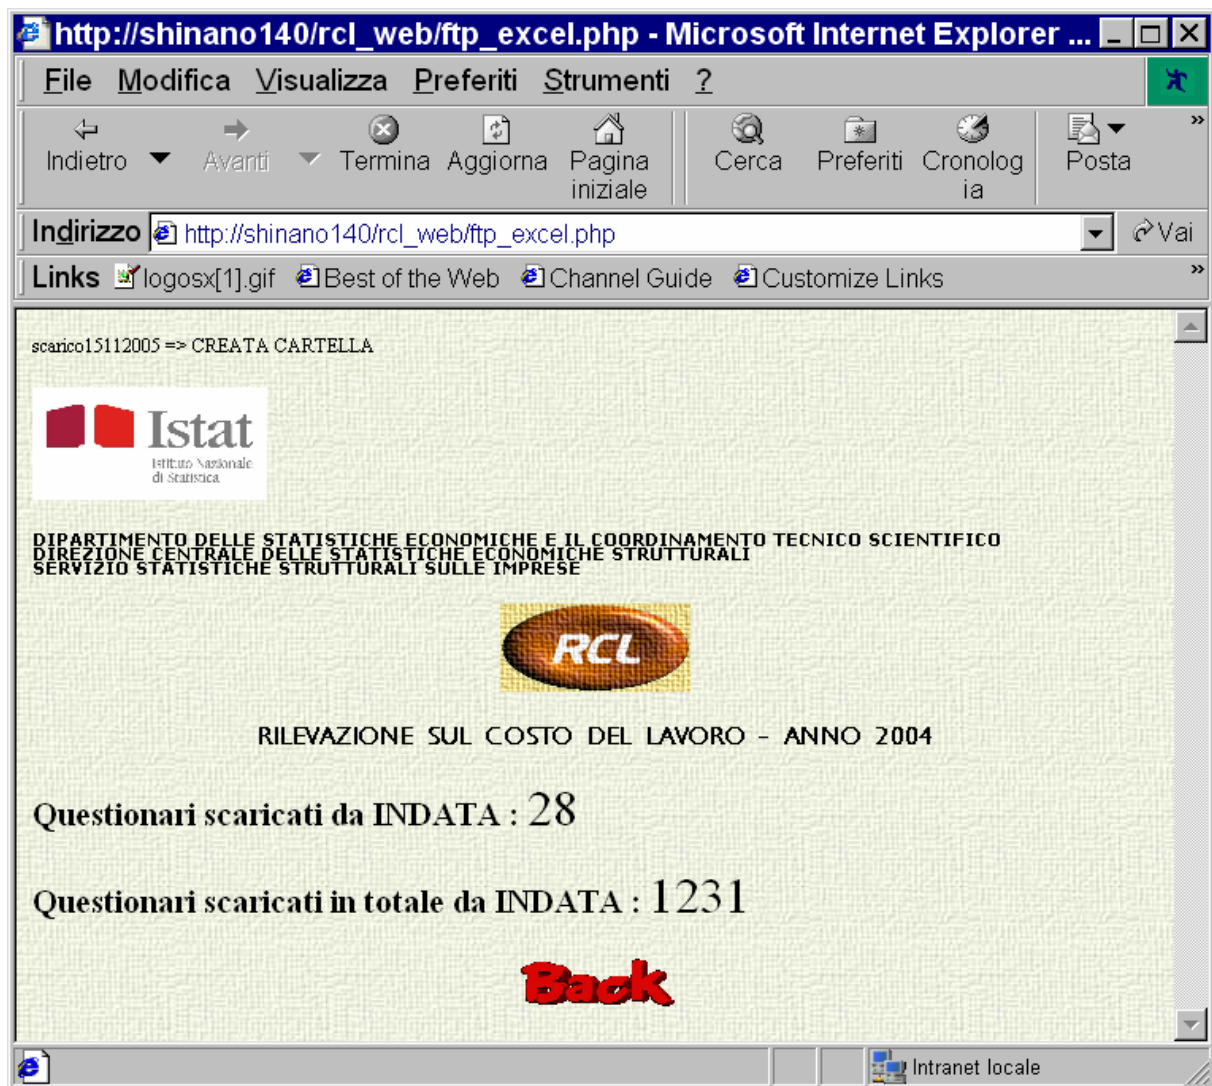 http://shinano140/rcl_web/ftp_excel.php - Microsoft Internet Explorer ...
File Modifica Visualizza Preferiti Strumenti ?
Indietro Avanti Termina Aggiorna Pagina iniziale Cerca Preferiti Cronologia Posta »
Indirizzo http://shinano140/rcl_web/ftp_excel.php Vai
Links logosx[1].gif Best of the Web Channel Guide Customize Links »
scarico15112005 => CREATA CARTELLA
Istat
Istituto Nazionale
di Statistica
DIPARTIMENTO DELLE STATISTICHE ECONOMICHE E IL COORDINAMENTO TECNICO SCIENTIFICO
DIREZIONE CENTRALE DELLE STATISTICHE ECONOMICHE STRUTTURALI
SERVIZIO STATISTICHE STRUTTURALI SULLE IMPRESE
RCL
RILEVAZIONE SUL COSTO DEL LAVORO - ANNO 2004
Questionari scaricati da INDATA : 28
Questionari scaricati in totale da INDATA : 1231
Back
Intranet locale